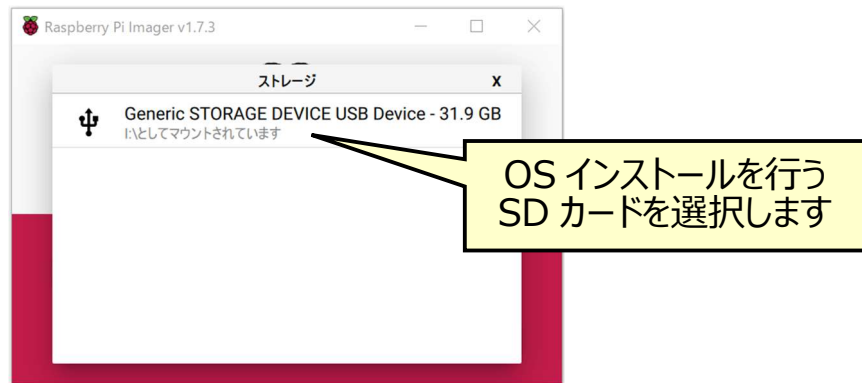 Raspberry Pi Imager v1.7.3
ストレージ
X
Generic STORAGE DEVICE USB Device - 31.9 GB
I:\としてマウントされています
OS インストールを行う
SD カードを選択します